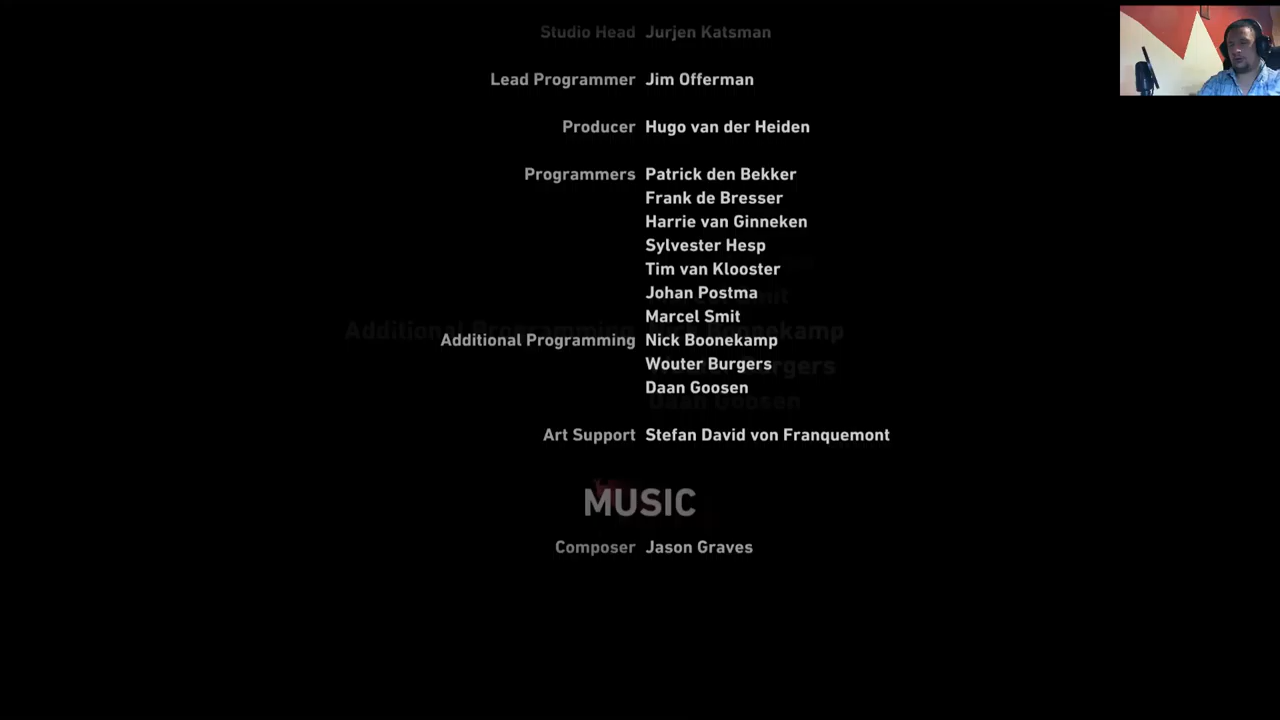 Studio Head Jurjen Katsman
Lead Programmer Jim Offerman
Producer Hugo van der Heiden
Programmers Patrick den Bekker
Frank de Bresser
Harrie van Ginneken
Sylvester Hesp
Tim van Klooster
Johan Postma
Marcel Smit
Additional Programming Nick Boonekamp
Wouter Burgers
Daan Goosen
Art Support Stefan David von Franquemont
MUSIC
Composer Jason Graves